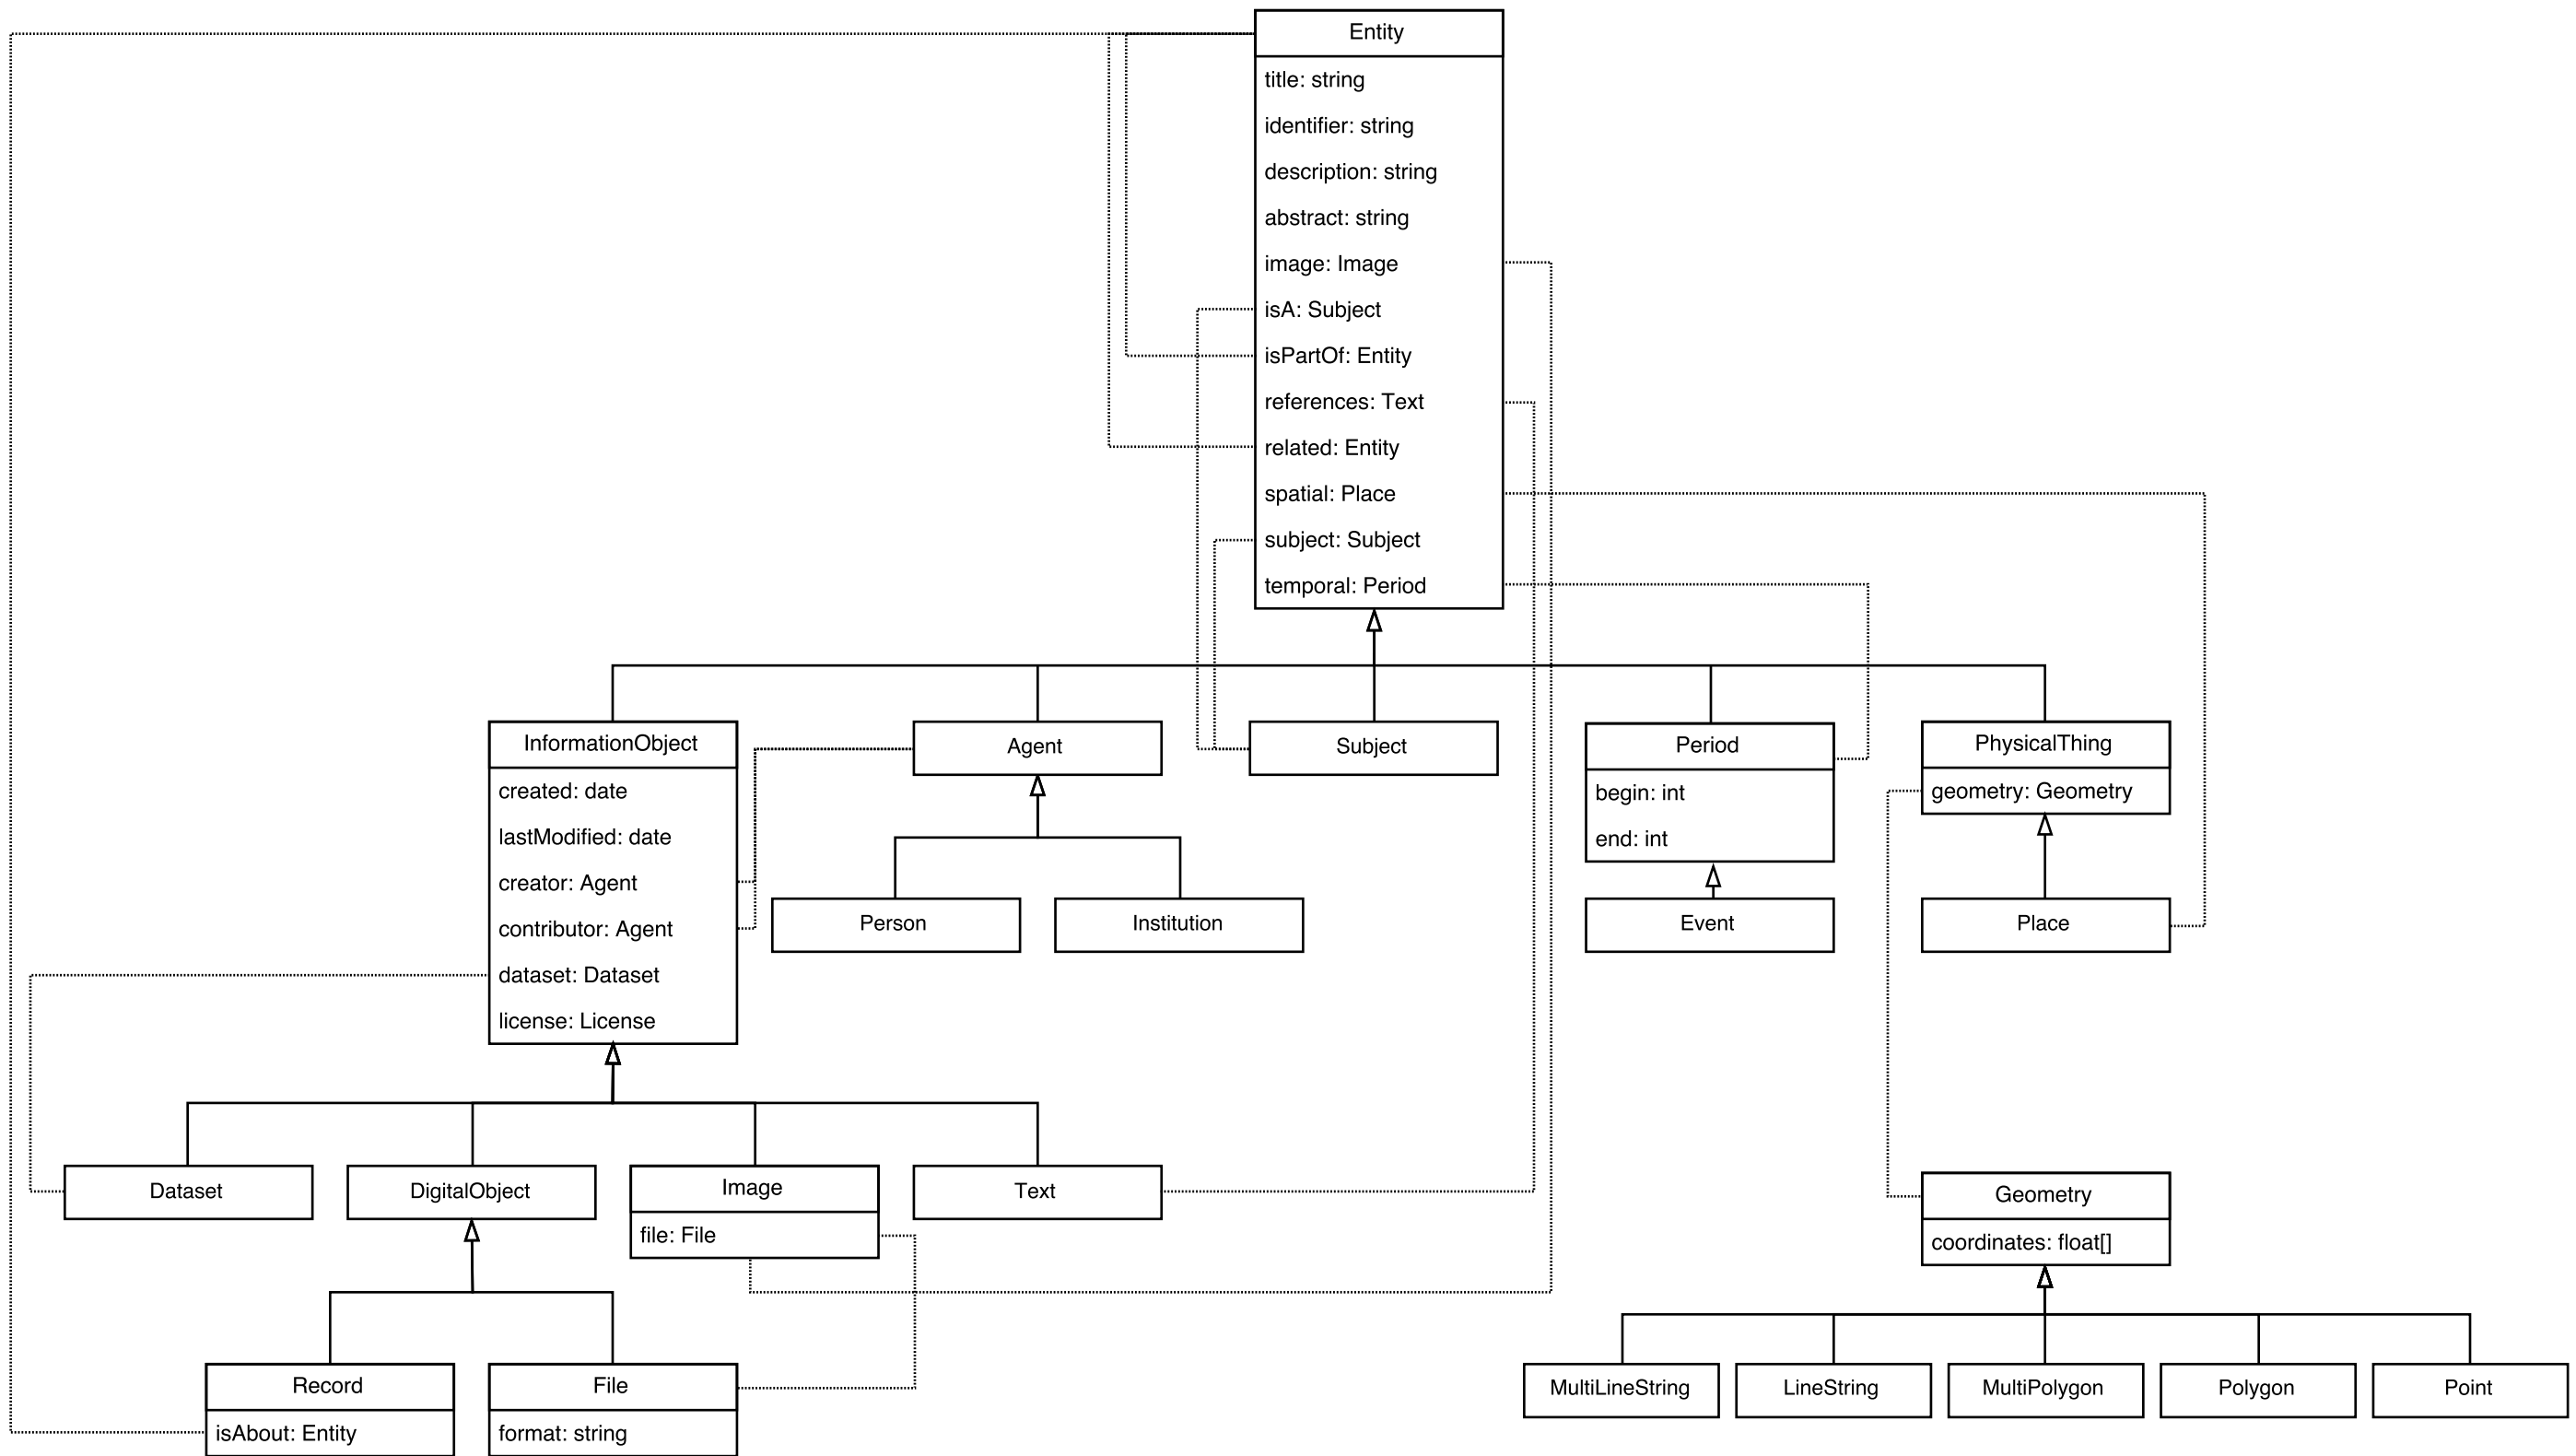 Entity
title: string
identifier: string
description: string
abstract: string
image: Image
isA: Subject
isPartOf: Entity
references: Text
related: Entity
spatial: Place
subject: Subject
temporal: Period
InformationObject
created: date
lastModified: date
creator: Agent
contributor: Agent
dataset: Dataset
license: License
Agent
Subject
Period
begin: int
end: int
PhysicalThing
geometry: Geometry
Person
Institution
Event
Place
Dataset
DigitalObject
Image
file: File
Text
Geometry
coordinates: float[]
Record
isAbout: Entity
File
format: string
MultiLineString
LineString
MultiPolygon
Polygon
Point